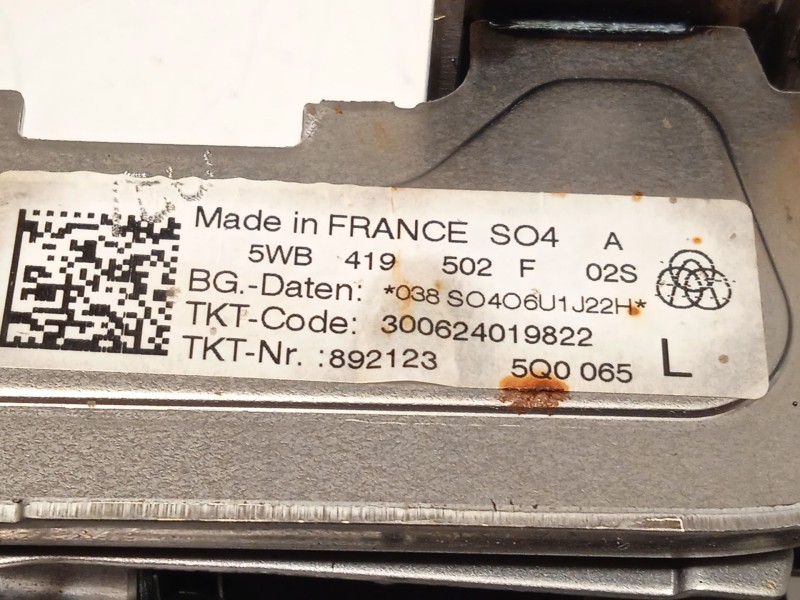 Made in FRANCE SO4 A
5WB 419 502 F 02S
BG.-Daten: *038 SO4O6U1J22H*
TKT-Code: 300624019822
TKT-Nr. :892123 5Q0 065 L